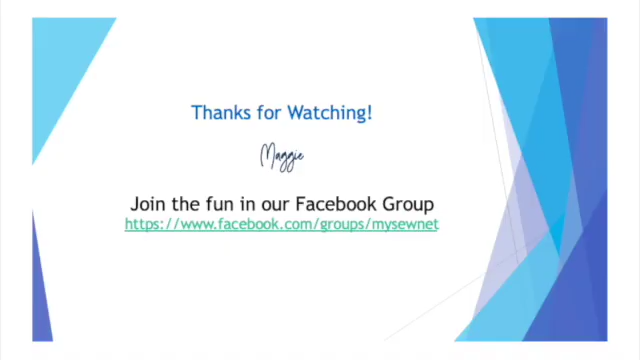 Thanks for Watching!
Maggie
Join the fun in our Facebook Group
https://www.facebook.com/groups/mysewnet